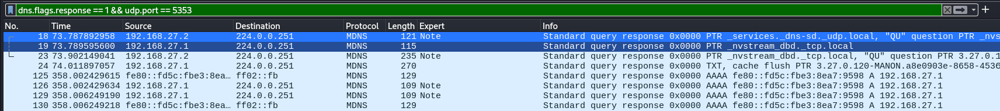 dns.flags.response == 1 && udp.port == 5353
No. Time Source Destination Protocol Length Expert Info
18 73.787892958 192.168.27.2 224.0.0.251 MDNS 121 Note Standard query response 0x0000 PTR _services._dns-sd._udp.local, "QU" question PTR _nvs
19 73.789595600 192.168.27.1 224.0.0.251 MDNS 115 Standard query response 0x0000 PTR _nvstream_dbd._tcp.local
23 73.902149041 192.168.27.2 224.0.0.251 MDNS 235 Note Standard query response 0x0000 PTR _nvstream_dbd._tcp.local, "QU" question PTR 3.27.0.1
24 74.011897057 192.168.27.1 224.0.0.251 MDNS 270 Standard query response 0x0000 TXT, cache flush PTR 3.27.0.120-MANON.a8e0903e-8658-4536
125 358.002429615 fe80::fd5c:fbe3:8ea… ff02::fb MDNS 129 Standard query response 0x0000 AAAA fe80::fd5c:fbe3:8ea7:9598 A 192.168.27.1
126 358.002429634 192.168.27.1 224.0.0.251 MDNS 109 Note Standard query response 0x0000 AAAA fe80::fd5c:fbe3:8ea7:9598 A 192.168.27.1
129 358.006249190 192.168.27.1 224.0.0.251 MDNS 109 Note Standard query response 0x0000 AAAA fe80::fd5c:fbe3:8ea7:9598 A 192.168.27.1
130 358.006249218 fe80::fd5c:fbe3:8ea… ff02::fb MDNS 129 Standard query response 0x0000 AAAA fe80::fd5c:fbe3:8ea7:9598 A 192.168.27.1